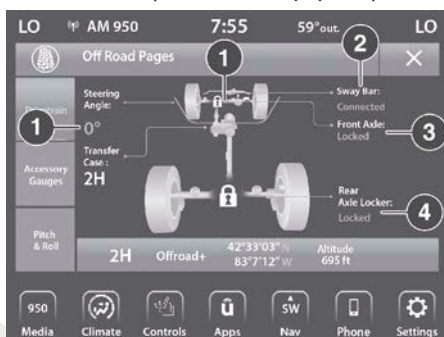 LO AM 950 7:55 59°out. LO
Off Road Pages
1
2
Steering Angle:
0°
1
Sway Bar:
Connected
Front Axle:
Locked
3
Transfer Case:
2H
Accessory Gauges
Rear Axle Locker:
Locked
4
Pitch & Roll
2H Offroad+ 42°33'03" N 83°7'12" W Altitude 695 ft
950 û SW
Media Climate Controls Apps Nav Phone Settings